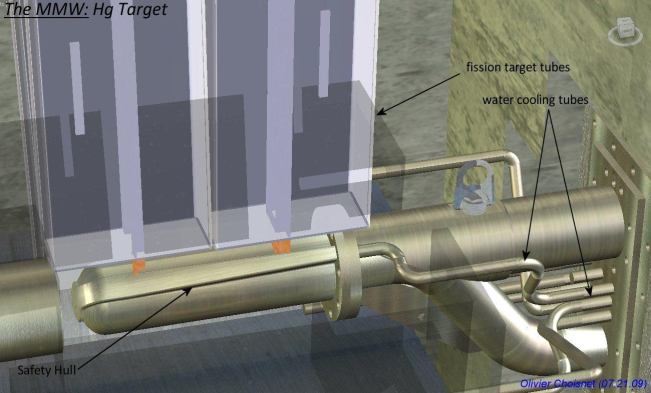 The MMW: Hg Target
fission target tubes
water cooling tubes
Safety Hull
Olivier Choisnet (07.21.09)